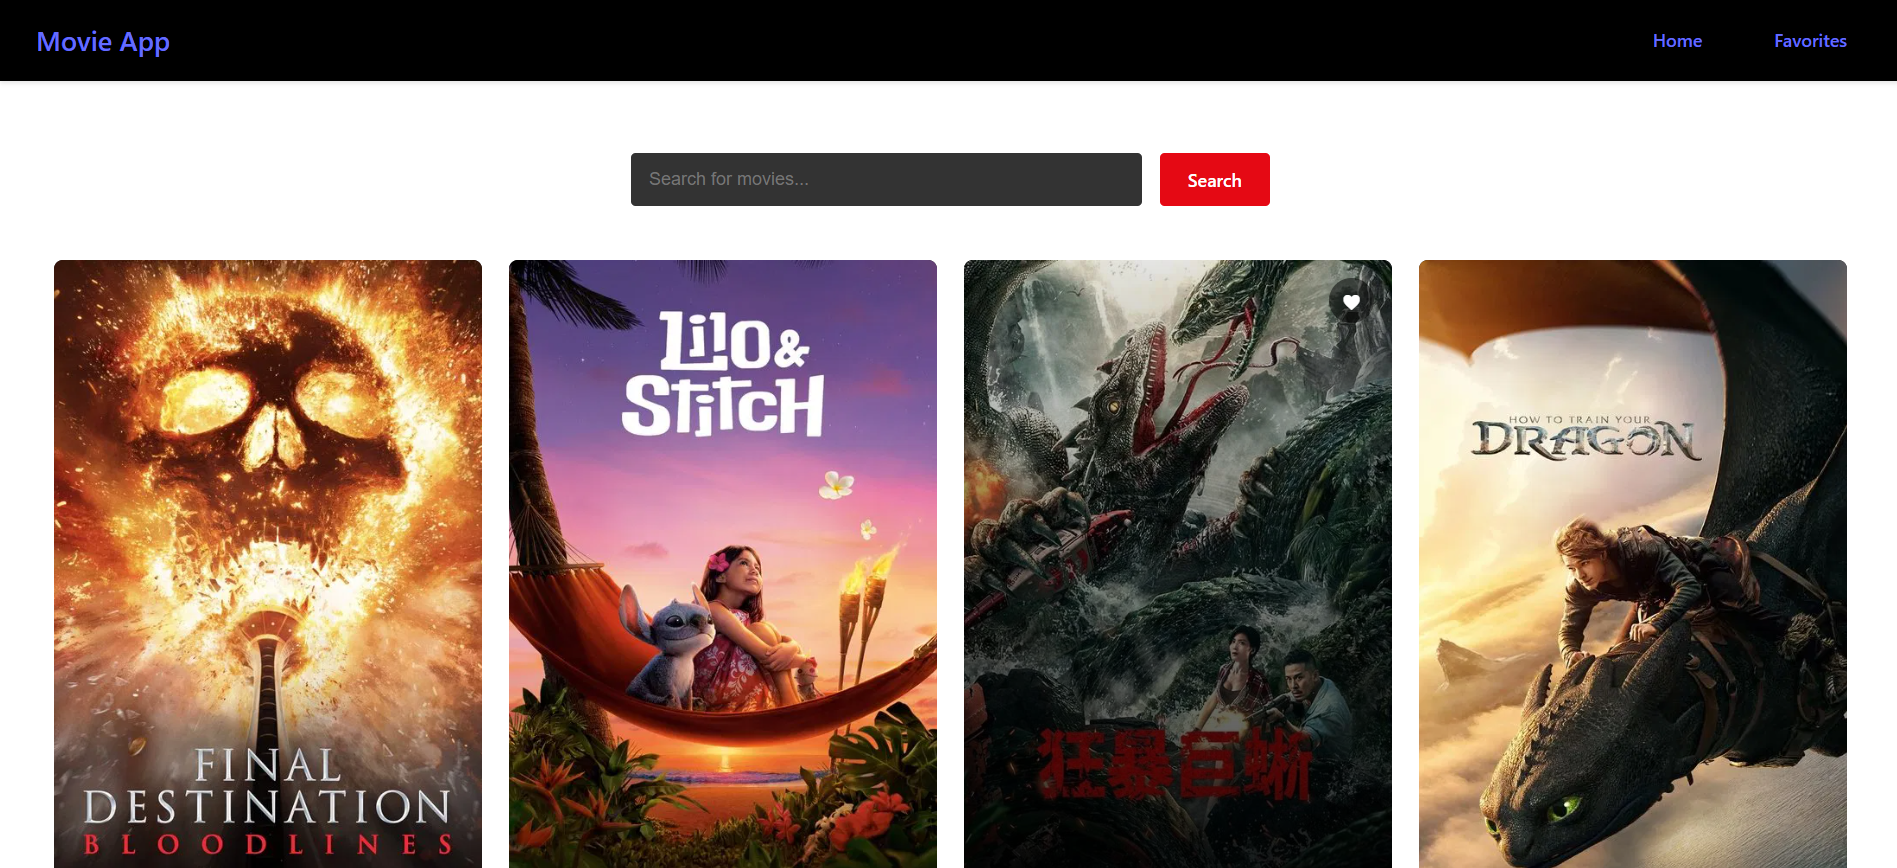 Movie App
Home
Favorites
Search for movies...
Search
FINAL
DESTINATION
BLOODLINES
Lilo &
Stitch
狂暴巨蜥
HOW TO TRAIN YOUR
DRAGON